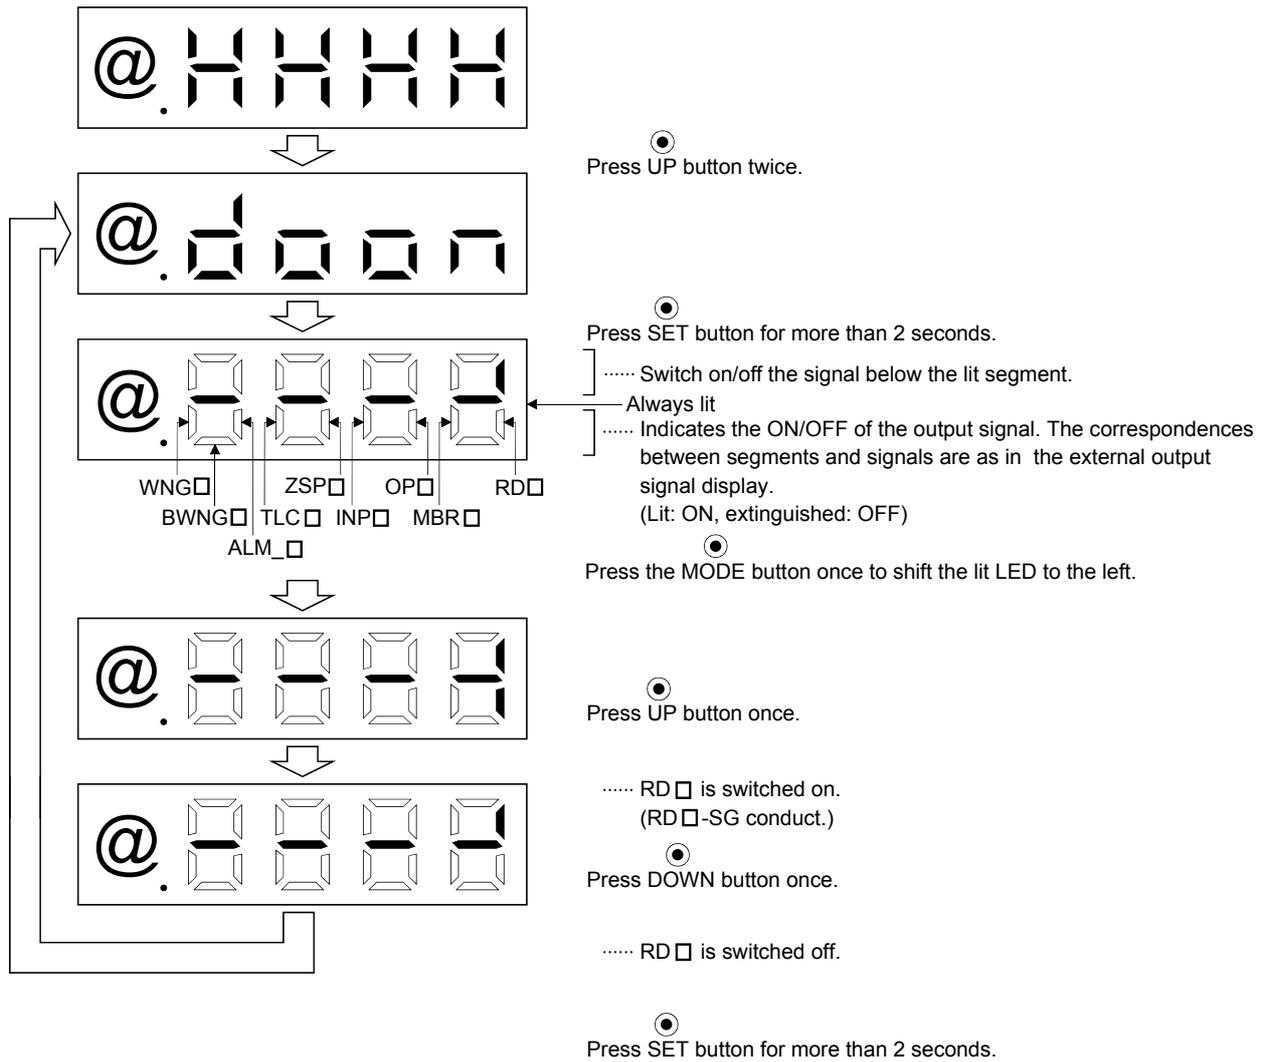 @. H H H H
Press UP button twice.
@. d o o n
Press SET button for more than 2 seconds.
@. - - - -
······ Switch on/off the signal below the lit segment.
Always lit
······ Indicates the ON/OFF of the output signal. The correspondences
between segments and signals are as in the external output
signal display.
(Lit: ON, extinguished: OFF)
WNG□ ZSP□ OP□ RD□
BWNG□ TLC□ INP□ MBR□
ALM_□
Press the MODE button once to shift the lit LED to the left.
@. - - - -
Press UP button once.
······ RD□ is switched on.
(RD□-SG conduct.)
@. - - - -
Press DOWN button once.
······ RD□ is switched off.
Press SET button for more than 2 seconds.